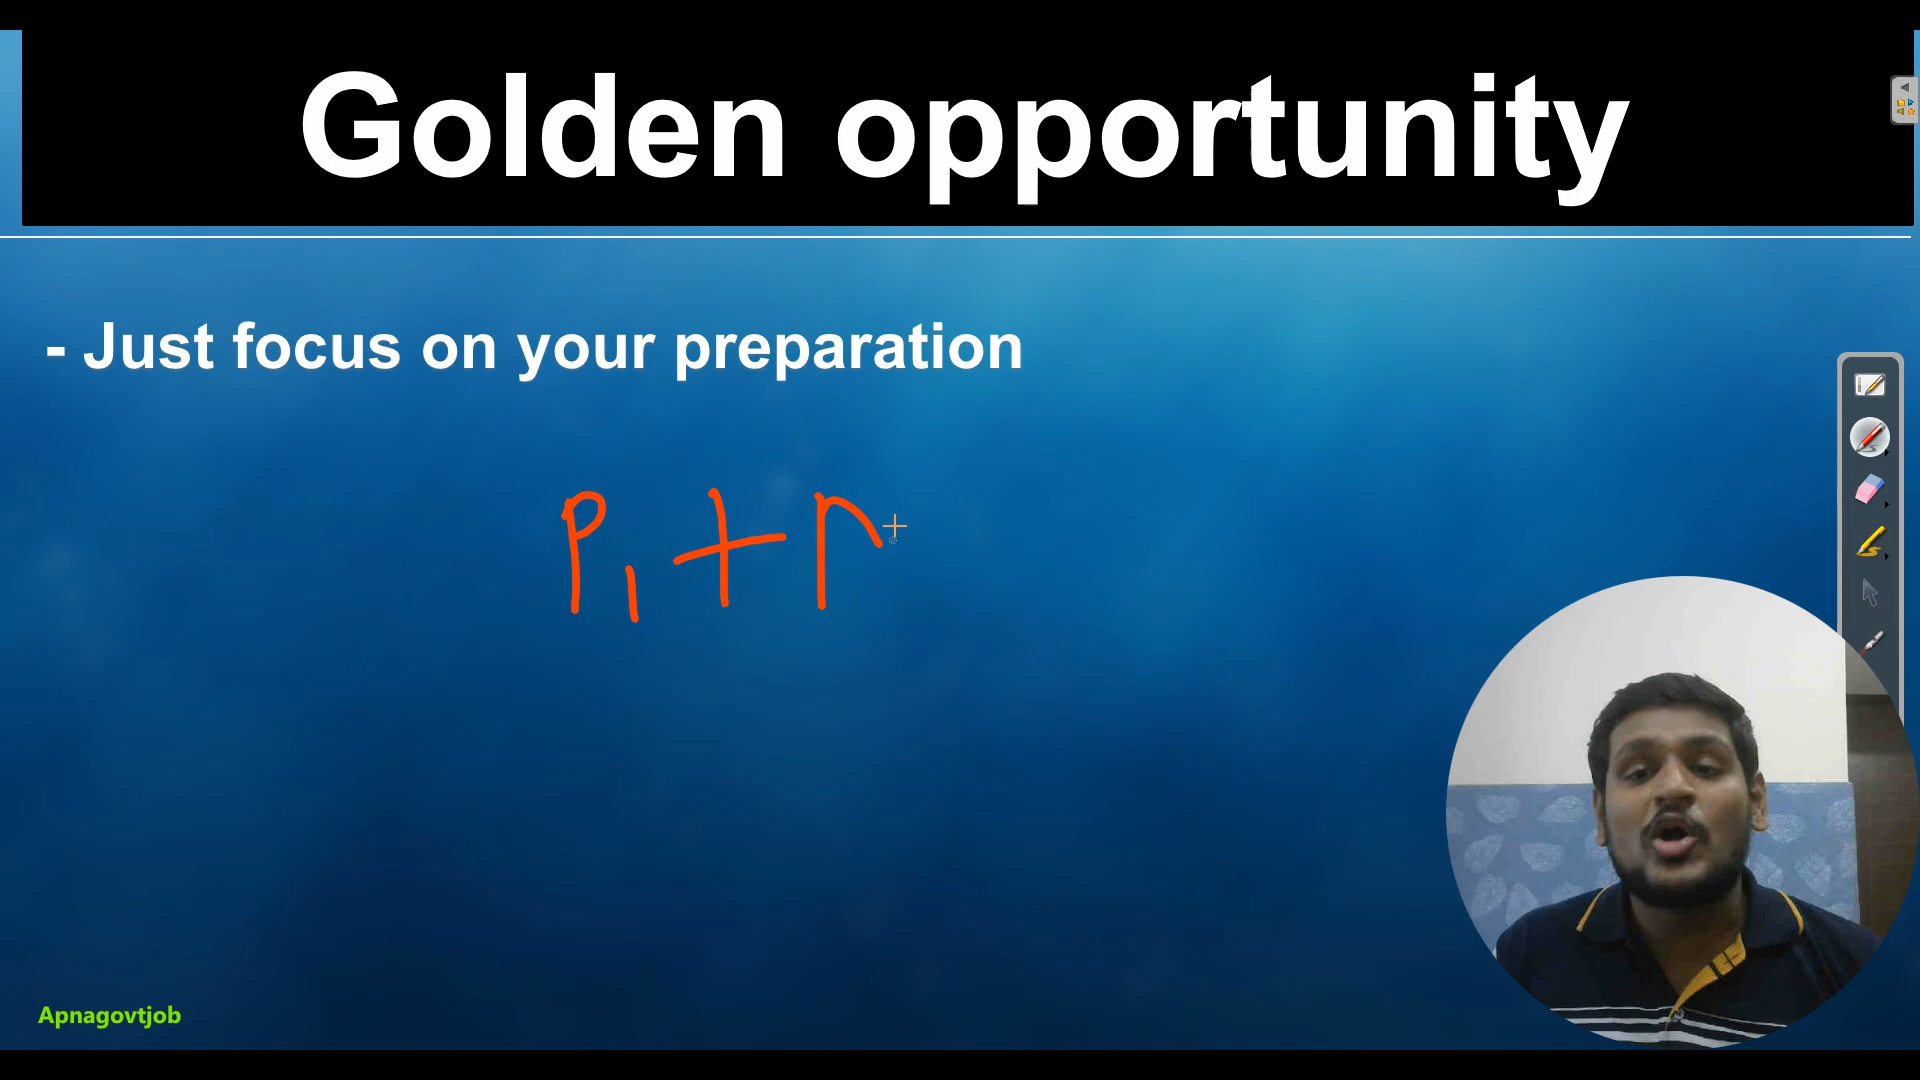 Golden opportunity
- Just focus on your preparation
P1 +
Apnagovtjob